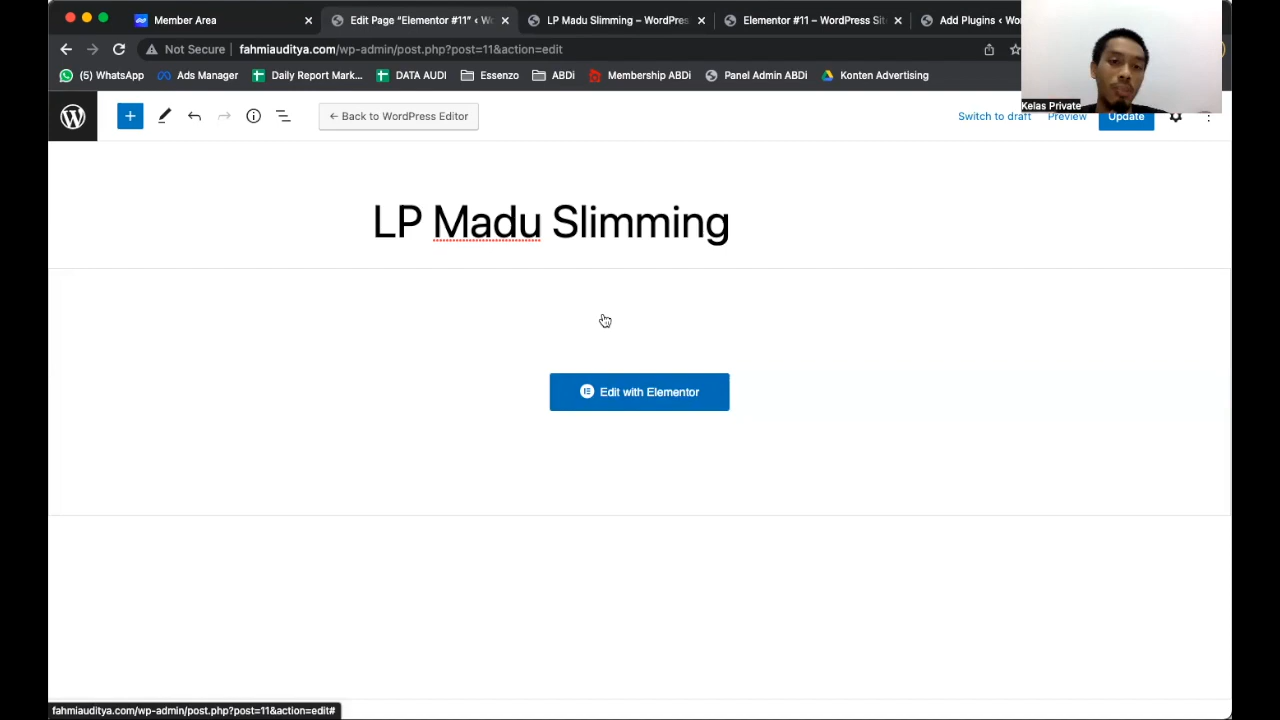 Member Area
Edit Page “Elementor #11” ‹ Wo
LP Madu Slimming – WordPres
Elementor #11 – WordPress Sit
Add Plugins ‹ Wo
Not Secure
fahmiauditya.com/wp-admin/post.php?post=11&action=edit
(5) WhatsApp
Ads Manager
Daily Report Mark...
DATA AUDI
Essenzo
ABDi
Membership ABDi
Panel Admin ABDi
Konten Advertising
Kelas Private
← Back to WordPress Editor
Switch to draft
Preview
Update
LP Madu Slimming
Edit with Elementor
fahmiauditya.com/wp-admin/post.php?post=11&action=edit#